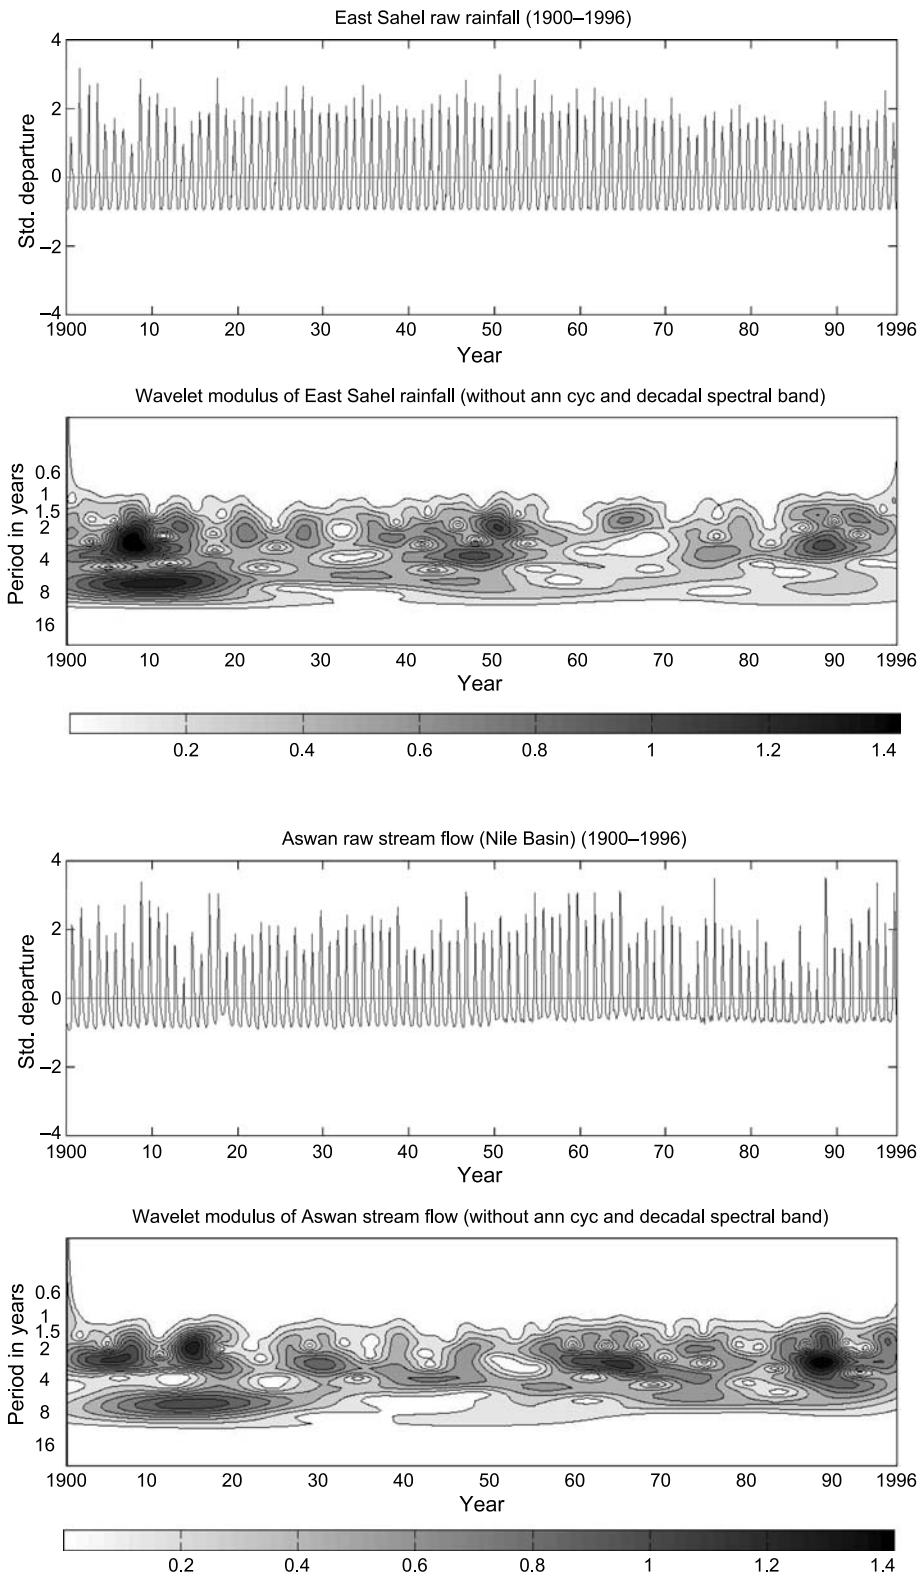 East Sahel raw rainfall (1900–1996)
4
2
0
–2
–4
Std. departure
1900 10 20 30 40 50 60 70 80 90 1996
Year
Wavelet modulus of East Sahel rainfall (without ann cyc and decadal spectral band)
0.6
1
1.5
2
4
8
16
Period in years
1900 10 20 30 40 50 60 70 80 90 1996
Year
0.2 0.4 0.6 0.8 1 1.2 1.4
Aswan raw stream flow (Nile Basin) (1900–1996)
4
2
0
–2
–4
Std. departure
1900 10 20 30 40 50 60 70 80 90 1996
Year
Wavelet modulus of Aswan stream flow (without ann cyc and decadal spectral band)
0.6
1
1.5
2
4
8
16
Period in years
1900 10 20 30 40 50 60 70 80 90 1996
Year
0.2 0.4 0.6 0.8 1 1.2 1.4